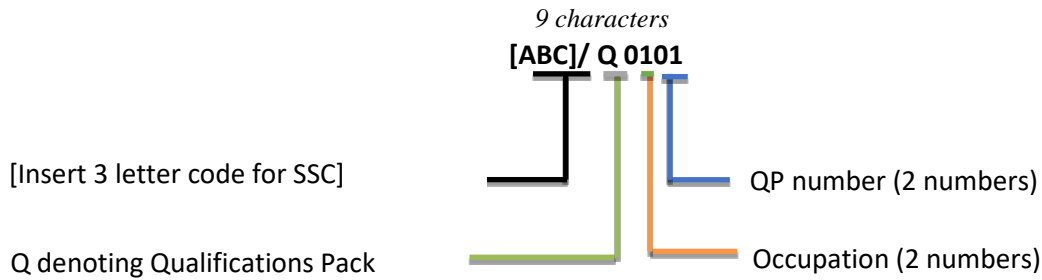 9 characters
[ABC]/ Q 0101
[Insert 3 letter code for SSC]
QP number (2 numbers)
Q denoting Qualifications Pack
Occupation (2 numbers)